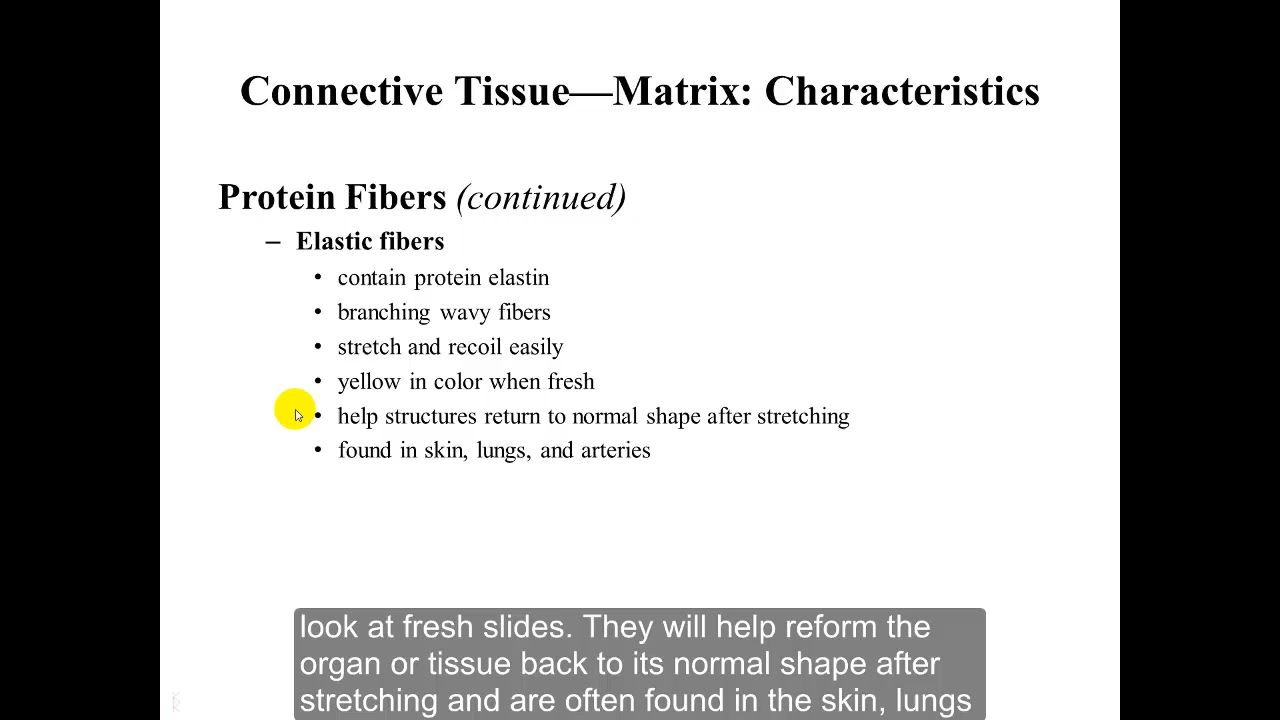 Connective Tissue—Matrix: Characteristics
Protein Fibers (continued)
– Elastic fibers
• contain protein elastin
• branching wavy fibers
• stretch and recoil easily
• yellow in color when fresh
• help structures return to normal shape after stretching
• found in skin, lungs, and arteries
look at fresh slides. They will help reform the
organ or tissue back to its normal shape after
stretching and are often found in the skin, lungs